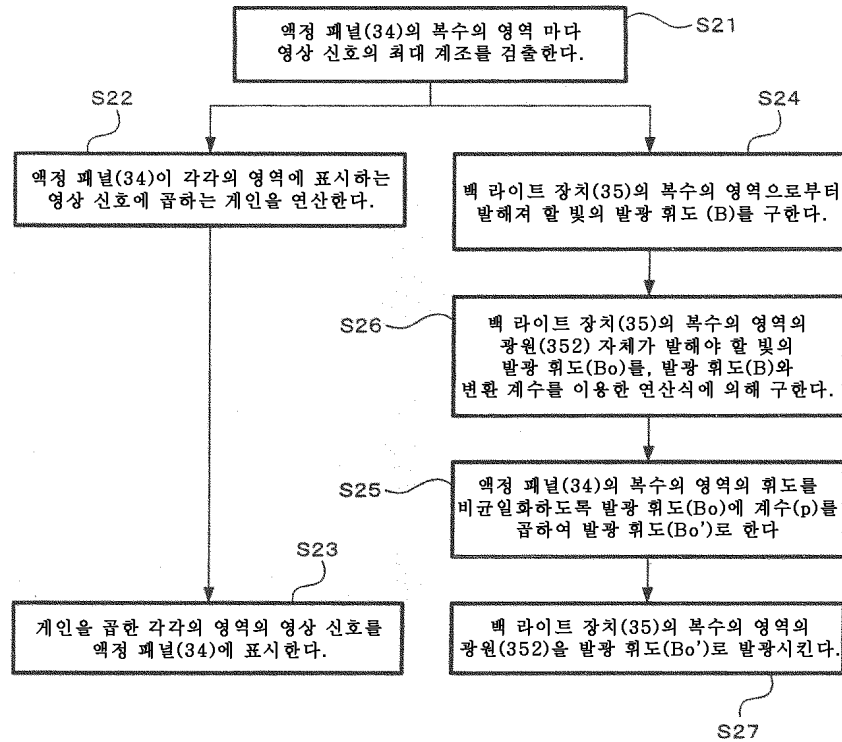 액정 패널(34)의 복수의 영역 마다
영상 신호의 최대 계조를 검출한다.
S21
S22
액정 패널(34)이 각각의 영역에 표시하는
영상 신호에 곱하는 게인을 연산한다.
S24
백 라이트 장치(35)의 복수의 영역으로부터
발해져 할 빛의 발광 휘도 (B)를 구한다.
S26
백 라이트 장치(35)의 복수의 영역의
광원(352) 자체가 발해야 할 빛의
발광 휘도(Bo)를, 발광 휘도(B)와
변환 계수를 이용한 연산식에 의해 구한다.
S25
액정 패널(34)의 복수의 영역의 휘도를
비균일화하도록 발광 휘도(Bo)에 계수(p)를
곱하여 발광 휘도(Bo')로 한다
S23
게인을 곱한 각각의 영역의 영상 신호를
액정 패널(34)에 표시한다.
백 라이트 장치(35)의 복수의 영역의
광원(352)을 발광 휘도(Bo')로 발광시킨다.
S27